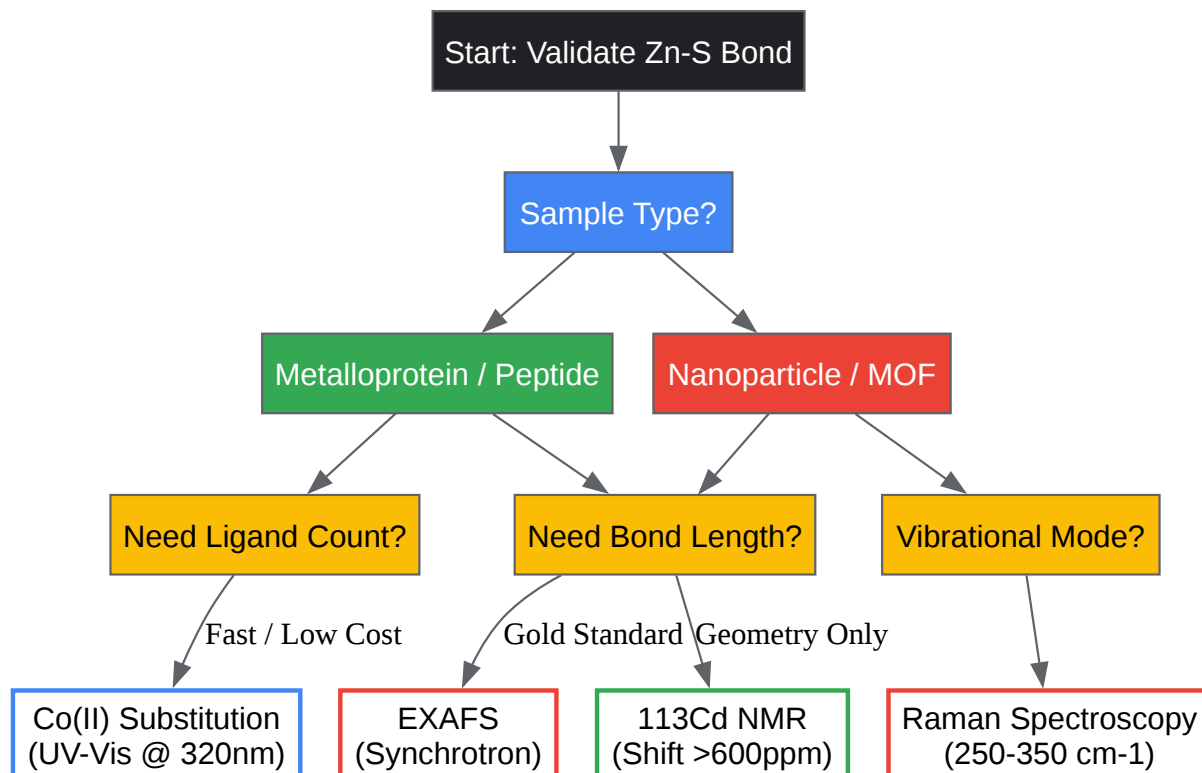 Start: Validate Zn-S Bond
Sample Type?
Metalloprotein / Peptide
Nanoparticle / MOF
Need Ligand Count?
Need Bond Length?
Vibrational Mode?
Fast / Low Cost
Gold Standard
Geometry Only
Co(II) Substitution
(UV-Vis @ 320nm)
EXAFS
(Synchrotron)
113Cd NMR
(Shift >600ppm)
Raman Spectroscopy
(250-350 cm-1)